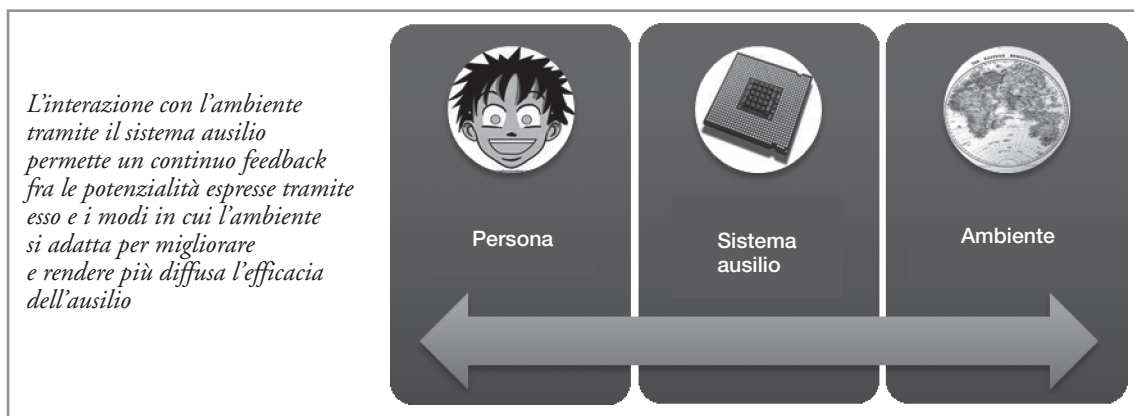 L'interazione con l'ambiente
tramite il sistema ausilio
permette un continuo feedback
fra le potenzialità espresse tramite
esso e i modi in cui l'ambiente
si adatta per migliorare
e rendere più diffusa l'efficacia
dell'ausilio
Persona
Sistema
ausilio
Ambiente